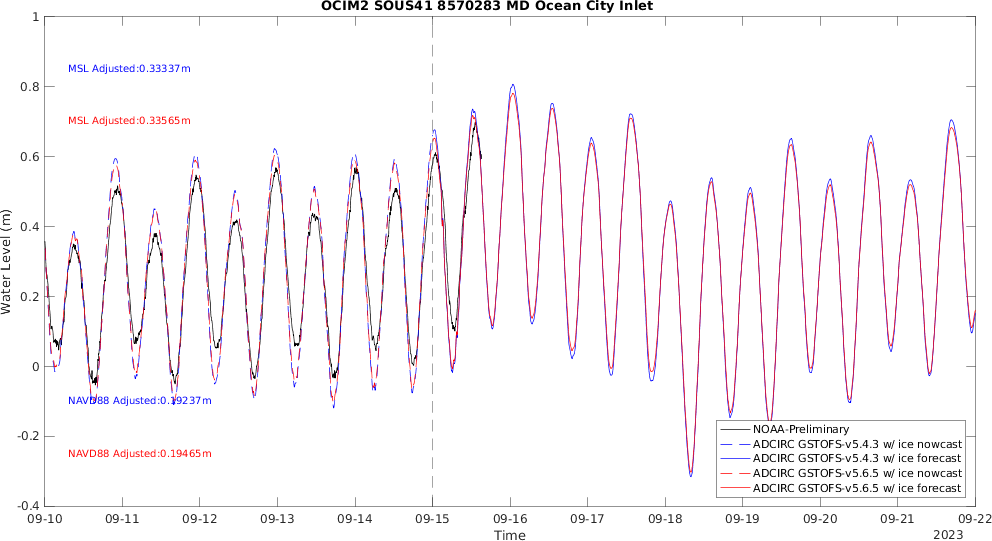 OCIM2 SOUS41 8570283 MD Ocean City Inlet
1
0.8
0.6
0.4
0.2
0
-0.2
-0.4
Water Level (m)
MSL Adjusted:0.33337m
MSL Adjusted:0.33565m
NAVD88 Adjusted:0.19237m
NAVD88 Adjusted:0.19465m
NOAA-Preliminary
ADCIRC GSTOFS-v5.4.3 w/ ice nowcast
ADCIRC GSTOFS-v5.4.3 w/ ice forecast
ADCIRC GSTOFS-v5.6.5 w/ ice nowcast
ADCIRC GSTOFS-v5.6.5 w/ ice forecast
09-10 09-11 09-12 09-13 09-14 09-15 09-16 09-17 09-18 09-19 09-20 09-21 09-22
Time
2023